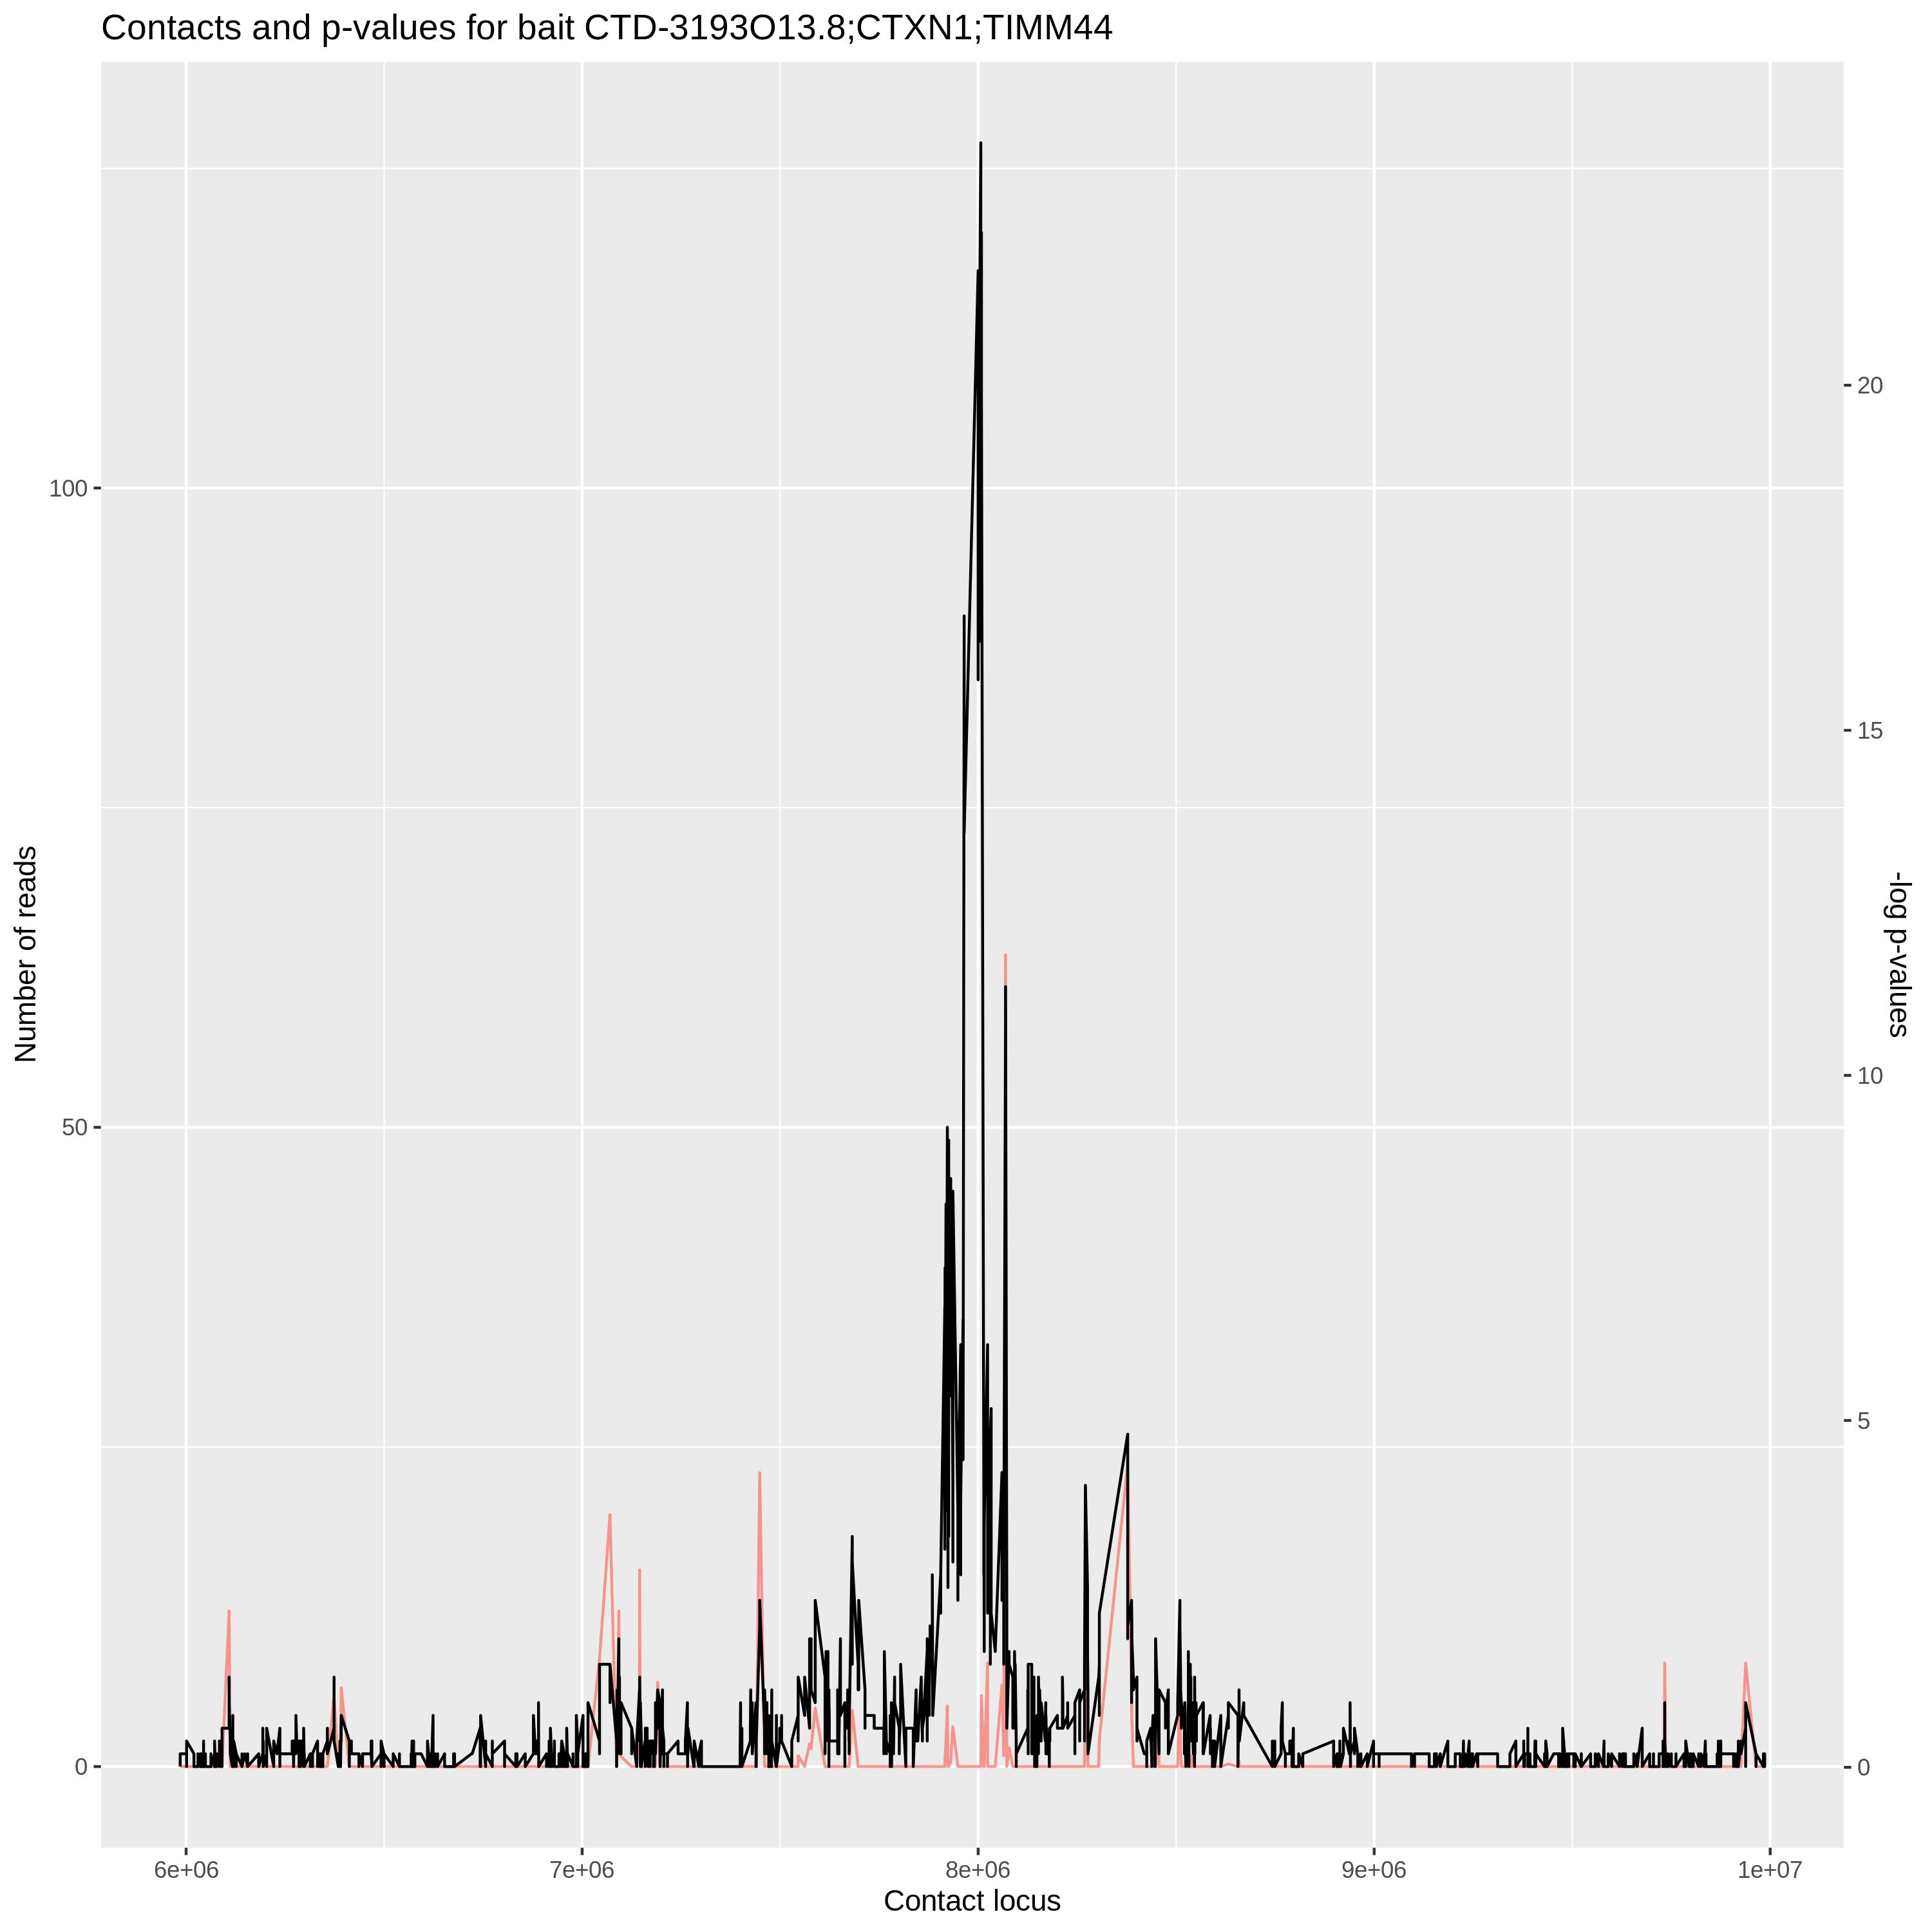 Contacts and p-values for bait CTD-3193O13.8;CTXN1;TIMM44
Number of reads
100
50
0
20
15
10
5
0
-log p-values
6e+06
7e+06
8e+06
9e+06
1e+07
Contact locus